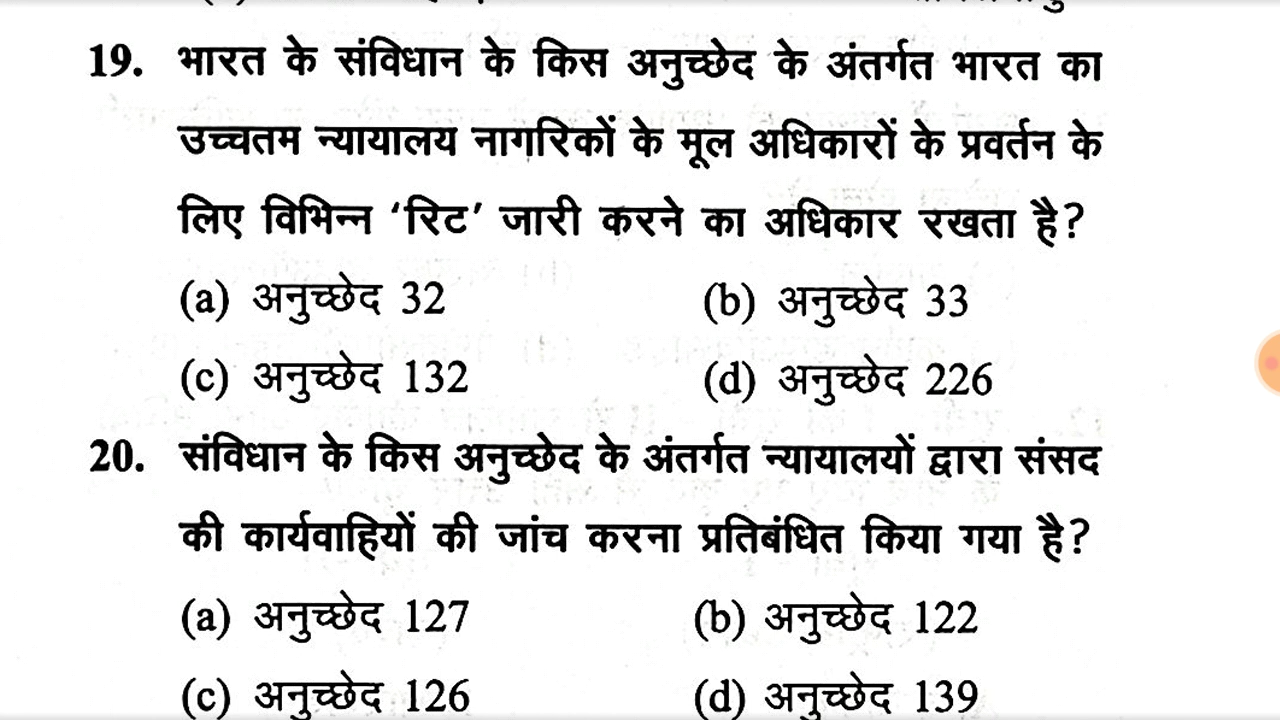 19. भारत के संविधान के किस अनुच्छेद के अंतर्गत भारत का
उच्चतम न्यायालय नागरिकों के मूल अधिकारों के प्रवर्तन के
लिए विभिन्न ‘रिट’ जारी करने का अधिकार रखता है?
(a) अनुच्छेद 32 (b) अनुच्छेद 33
(c) अनुच्छेद 132 (d) अनुच्छेद 226
20. संविधान के किस अनुच्छेद के अंतर्गत न्यायालयों द्वारा संसद
की कार्यवाहियों की जांच करना प्रतिबंधित किया गया है?
(a) अनुच्छेद 127 (b) अनुच्छेद 122
(c) अनुच्छेद 126 (d) अनुच्छेद 139